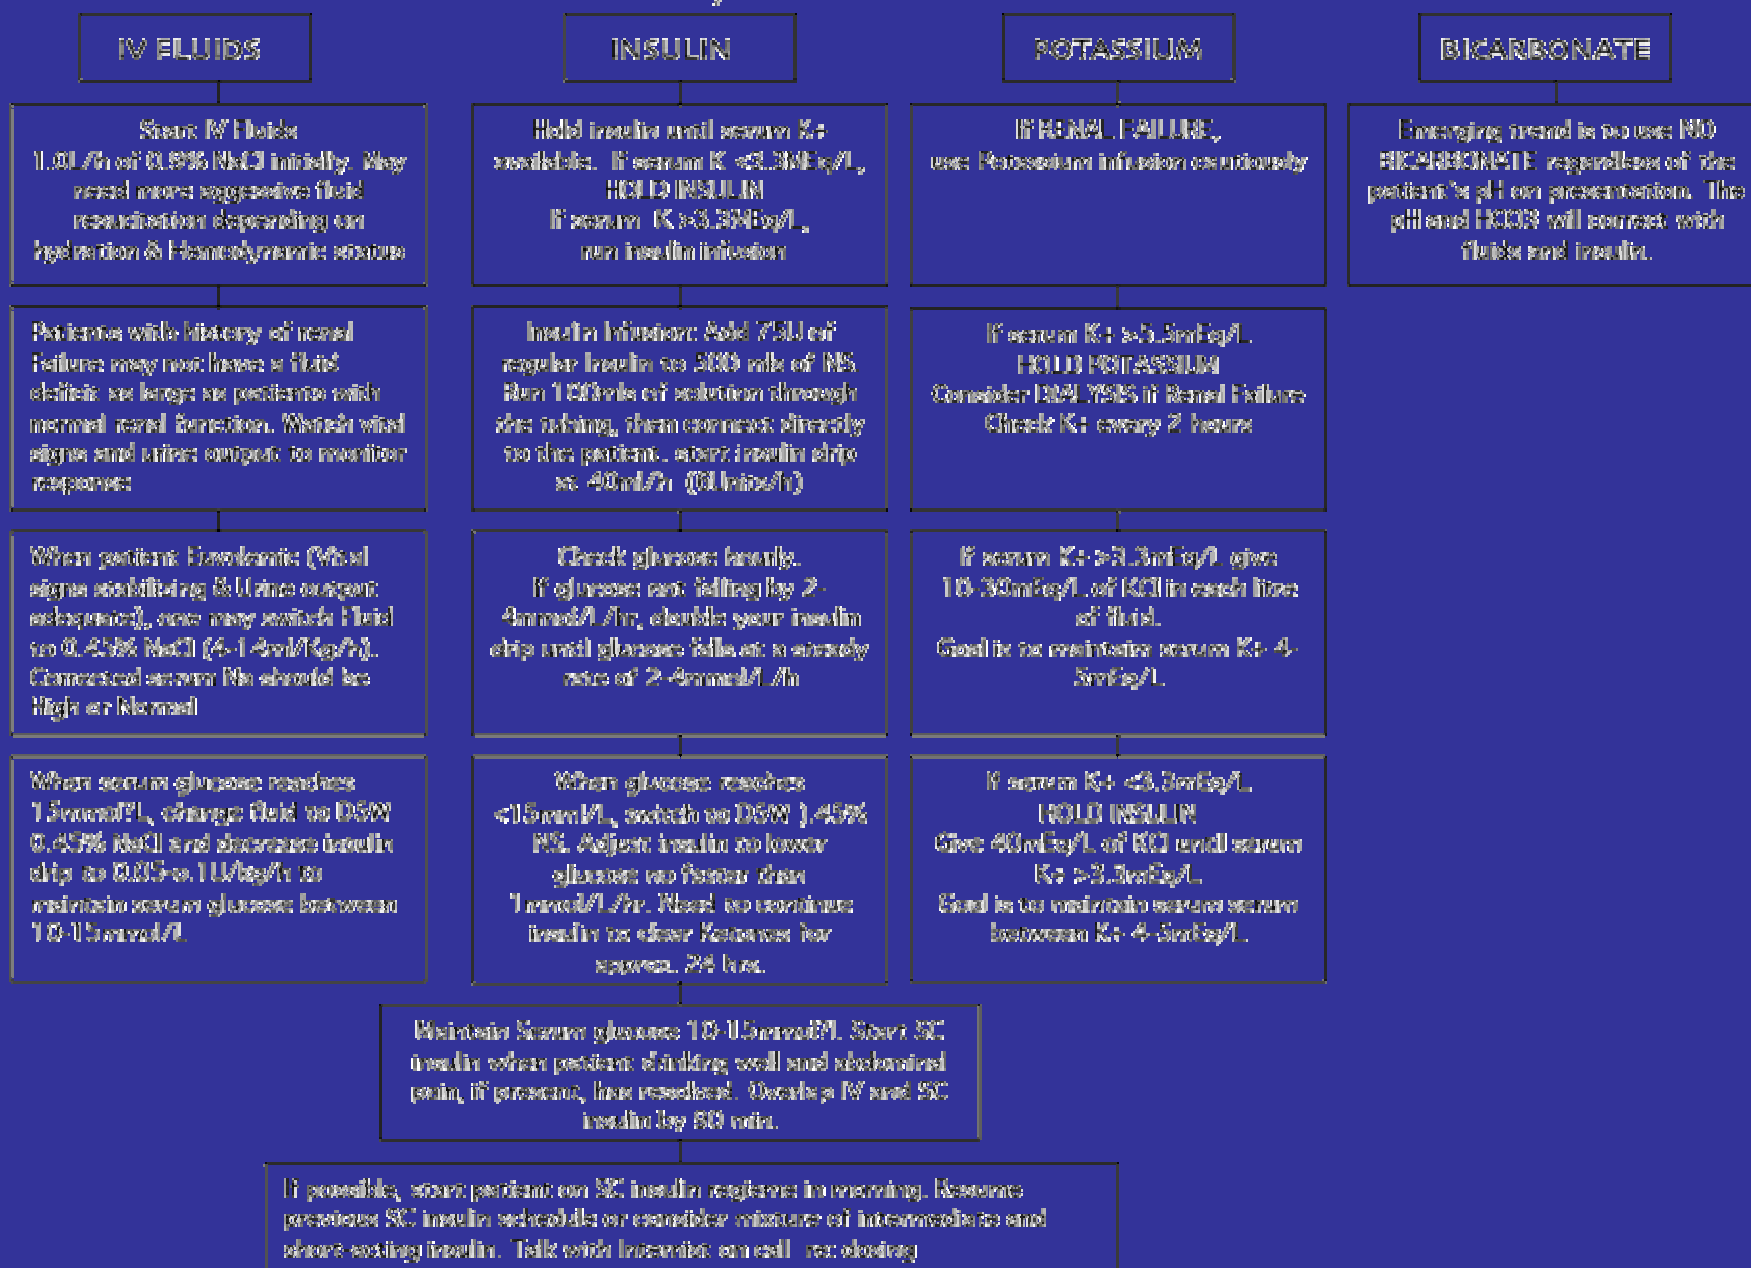 IV FLUIDS
Start IV Fluids
1.0L/h of 0.9% NaCl initially. May
need more aggessive fluid
resucitation depending on
hydration & Hemodynamic status
Patients with history of renal
Failure may not have a fluid
deficit as large as patients with
normal renal function. Watch vital
signs and urine output to monitor
response
When patient Euvolemic (Vital
signs stabilizing & Urine output
adequate), one may switch Fluid
to 0.45% NaCl (4-14ml/Kg/h).
Corrected serum Na should be
High or Normal
When serum glucose reaches
15mmol?L, change fluid to D5W
0.45% NaCl and decrease insulin
drip to 0.05-o.1U/kg/h to
maintain serum glucose between
10-15mmol/L
INSULIN
Hold insulin until serum K+
available. If serum K <3.3MEq/L,
HOLD INSULIN
If serum K >3.3MEq/L,
run insulin infusion
Insulin Infusion: Add 75U of
regular Insulin to 500 mls of NS
Run 100mls of solution through
the tubing, then connect directly
to the patient. start insulin drip
at 40ml/h (6Units/h)
Check glucose hourly.
If glucose not falling by 2-
4mmol/L/hr, double your insulin
drip until glucose falls at a steady
rate of 2-4mmol/L/h
When glucose reaches
<15mml/L, switch to D5W ).45%
NS. Adjust insulin to lower
glucose no faster than
1mmol/L/hr. Need to continue
insulin to clear Ketones for
approx. 24 hrs.
POTASSIUM
If RENAL FAILURE,
use Potassium infusion cautiously
If serum K+ >5.5mEq/L
HOLD POTASSIUM
Consider DIALYSIS if Renal Failure
Check K+ every 2 hours
If serum K+ >3.3mEq/L give
10-30mEq/L of KCl in each litre
of fluid.
Goal is to maintain serum K+ 4-
5mEq/L
If serum K+ <3.3mEq/L
HOLD INSULIN
Give 40mEq/L of KCl until serum
K+ >3.3mEq/L
Goal is to maintain serum serum
between K+ 4-5mEq/L
BICARBONATE
Emerging trend is to use NO
BICARBONATE regardless of the
patient's pH on presentation. The
pH and HCO3 will correct with
fluids and insulin.
Maintain Serum glucose 10-15mmol?L Start SC
insulin when patient drinking well and abdominal
pain, if present, has resolved. Overlap IV and SC
insulin by min.
If possible, start patient on SC insulin regieme in morning. Resume
previous SC insulin schedule or consider mixture of intermediate and
short-acting insulin. Talk with Internist on call re: dosing